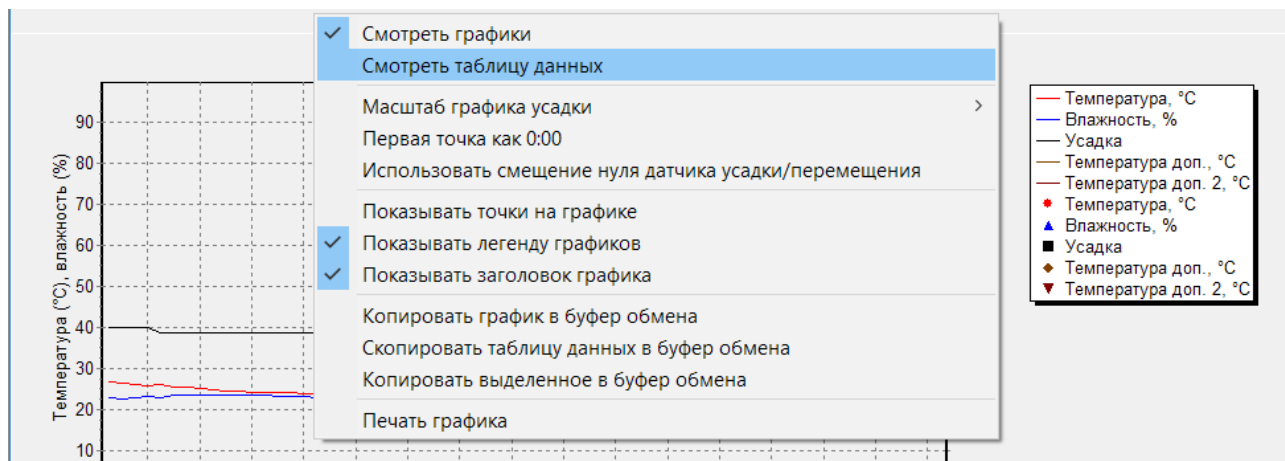 Смотреть графики
Смотреть таблицу данных
Масштаб графика усадки
Первая точка как 0:00
Использовать смещение нуля датчика усадки/перемещения
Показывать точки на графике
Показывать легенду графиков
Показывать заголовок графика
Копировать график в буфер обмена
Скопировать таблицу данных в буфер обмена
Копировать выделенное в буфер обмена
Печать графика
Температура (°C), влажность (%)
90
80
70
60
50
40
30
20
10
Температура, °C
Влажность, %
Усадка
Температура доп., °C
Температура доп. 2, °C
Температура, °C
Влажность, %
Усадка
Температура доп., °C
Температура доп. 2, °C